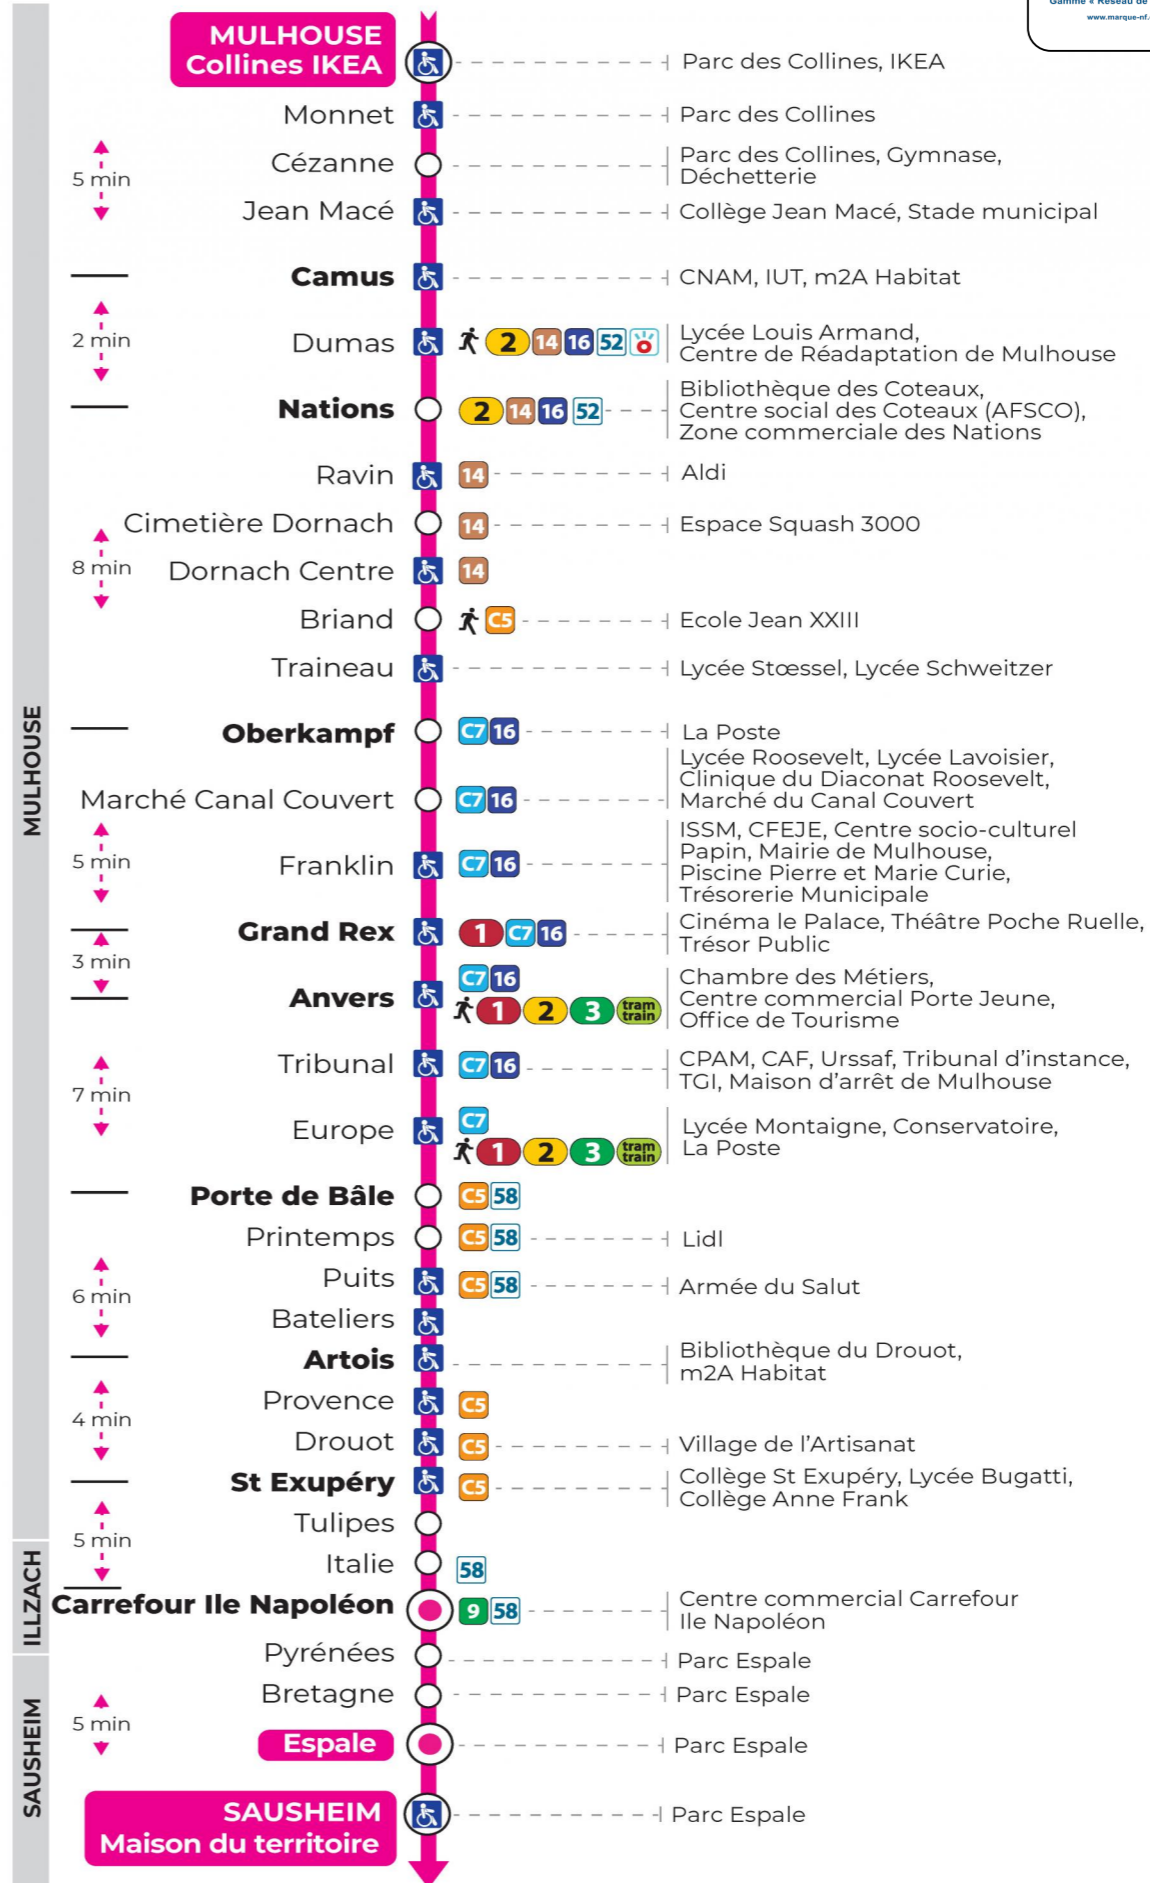 Gamme « Réseau de
www.marque-nf.
MULHOUSE
Collines IKEA
Parc des Collines, IKEA
Monnet
Parc des Collines
Cézanne
Parc des Collines, Gymnase,
Déchetterie
5 min
Jean Macé
Collège Jean Macé, Stade municipal
Camus
CNAM, IUT, m2A Habitat
2 min
Dumas
2 14 16 52
Lycée Louis Armand,
Centre de Réadaptation de Mulhouse
Nations
2 14 16 52
Bibliothèque des Coteaux,
Centre social des Coteaux (AFSCO),
Zone commerciale des Nations
Ravin
14
Aldi
Cimetière Dornach
14
Espace Squash 3000
8 min
Dornach Centre
14
Briand
C5
Ecole Jean XXIII
Traineau
Lycée Stœssel, Lycée Schweitzer
MULHOUSE
Oberkampf
C7 16
La Poste
Marché Canal Couvert
C7 16
Lycée Roosevelt, Lycée Lavoisier,
Clinique du Diaconat Roosevelt,
Marché du Canal Couvert
5 min
Franklin
C7 16
ISSM, CFEJE, Centre socio-culturel
Papin, Mairie de Mulhouse,
Piscine Pierre et Marie Curie,
Trésorerie Municipale
Grand Rex
1 C7 16
Cinéma le Palace, Théâtre Poche Ruelle,
Trésor Public
3 min
Anvers
C7 16
1 2 3 tram
train
Chambre des Métiers,
Centre commercial Porte Jeune,
Office de Tourisme
Tribunal
C7 16
CPAM, CAF, Urssaf, Tribunal d'instance,
TGI, Maison d'arrêt de Mulhouse
7 min
Europe
C7
1 2 3 tram
train
Lycée Montaigne, Conservatoire,
La Poste
Porte de Bâle
C5 58
Printemps
C5 58
Lidl
Puits
C5 58
Armée du Salut
6 min
Bateliers
Artois
Bibliothèque du Drouot,
m2A Habitat
Provence
C5
4 min
Drouot
C5
Village de l'Artisanat
St Exupéry
C5
Collège St Exupéry, Lycée Bugatti,
Collège Anne Frank
Tulipes
5 min
Italie
58
ILLZACH
Carrefour Ile Napoléon
9 58
Centre commercial Carrefour
Ile Napoléon
Pyrénées
Parc Espale
Bretagne
Parc Espale
5 min
Espale
Parc Espale
SAUSHEIM
SAUSHEIM
Maison du territoire
Parc Espale